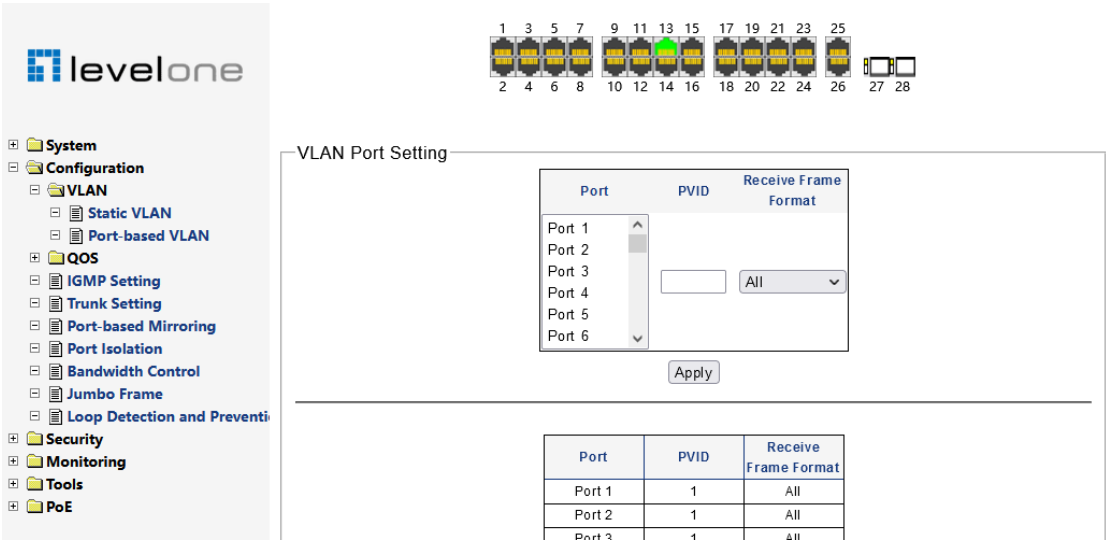 levelone
1 3 5 7 9 11 13 15 17 19 21 23 25
2 4 6 8 10 12 14 16 18 20 22 24 26 27 28
System
Configuration
VLAN
Static VLAN
Port-based VLAN
QOS
IGMP Setting
Trunk Setting
Port-based Mirroring
Port Isolation
Bandwidth Control
Jumbo Frame
Loop Detection and Preventi
Security
Monitoring
Tools
PoE
VLAN Port Setting
Port PVID Receive Frame
Format
Port 1
Port 2
Port 3
Port 4
Port 5
Port 6
All
Apply
Port PVID Receive
Frame Format
Port 1 1 All
Port 2 1 All
Port 3 1 All